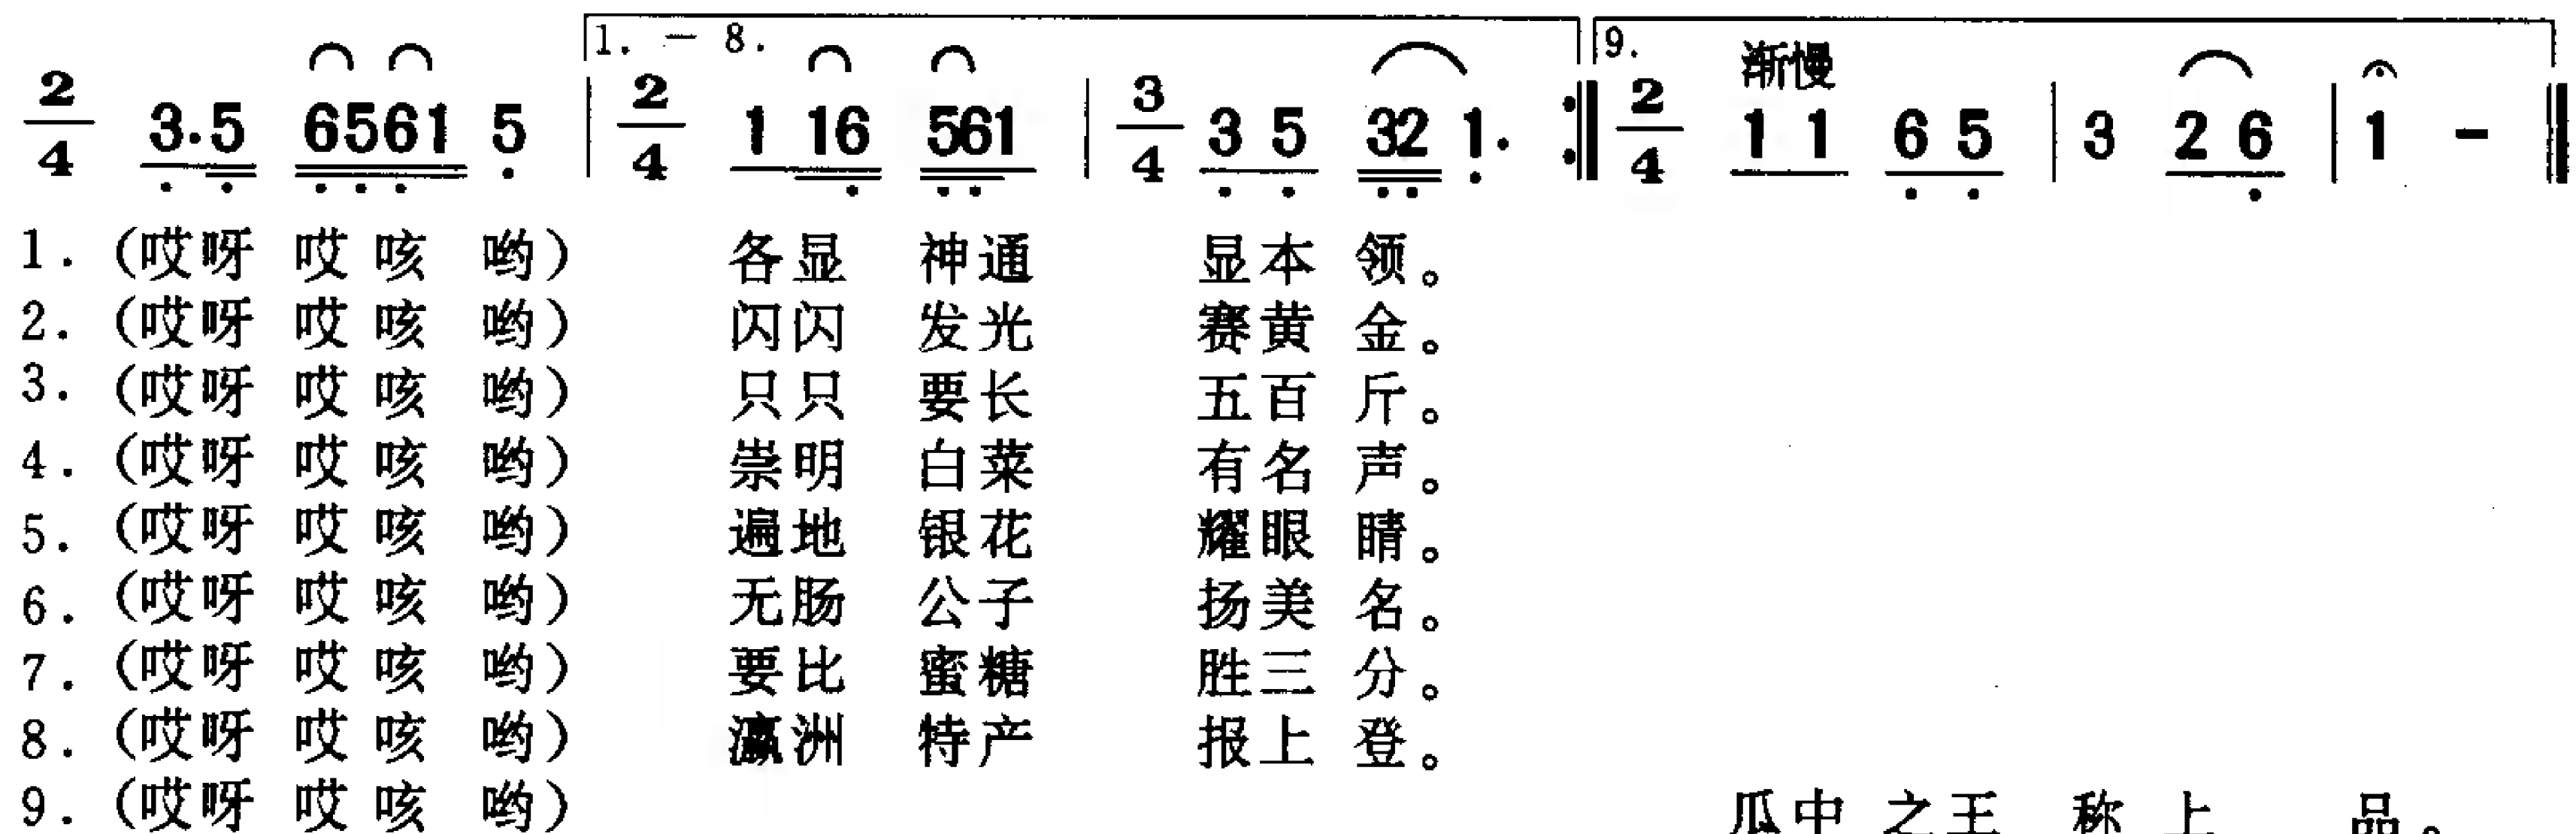 1. — 8. 9.
渐慢
2/4 3.5 6561 5 | 2/4 1 16 561 | 3/4 3 5 32 1. :‖ 2/4 1 1 6 5 | 3 2 6 | 1 - ‖
1. (哎呀 哎咳 哟) 各显 神通 显本 领。
2. (哎呀 哎咳 哟) 闪闪 发光 赛黄 金。
3. (哎呀 哎咳 哟) 只只 要长 五百 斤。
4. (哎呀 哎咳 哟) 崇明 白菜 有名 声。
5. (哎呀 哎咳 哟) 遍地 银花 耀眼 睛。
6. (哎呀 哎咳 哟) 无肠 公子 扬美 名。
7. (哎呀 哎咳 哟) 要比 蜜糖 胜三 分。
8. (哎呀 哎咳 哟) 瀛洲 特产 报上 登。
9. (哎呀 哎咳 哟) 瓜中 之王 称 上 品。